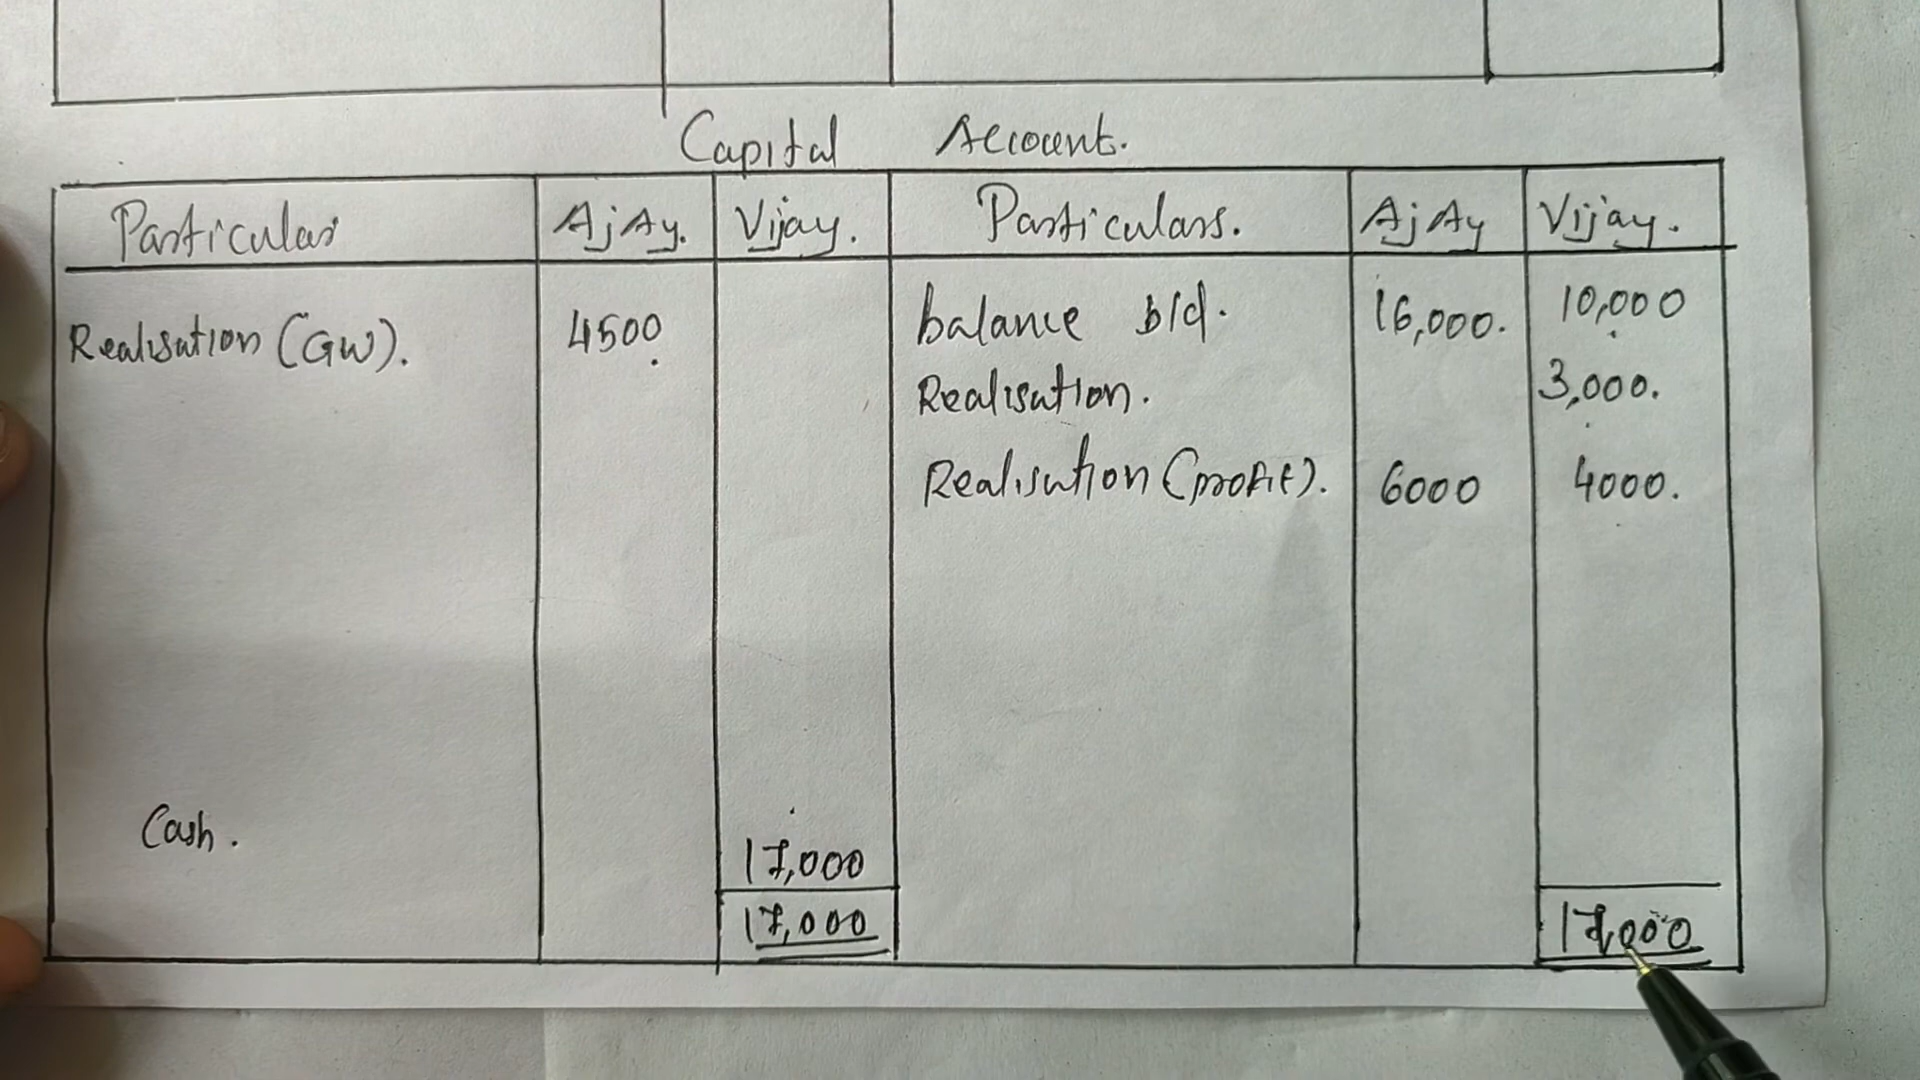 Capital Account.
Particular AjAy. Vijay. Particulars. AjAy Vijay.
Realisation (GW). 4500 balance b/d. 16,000. 10,000
Realisation. 3,000.
Realisation (profit). 6000 4000.
Cash. 17,000
17,000 17,000